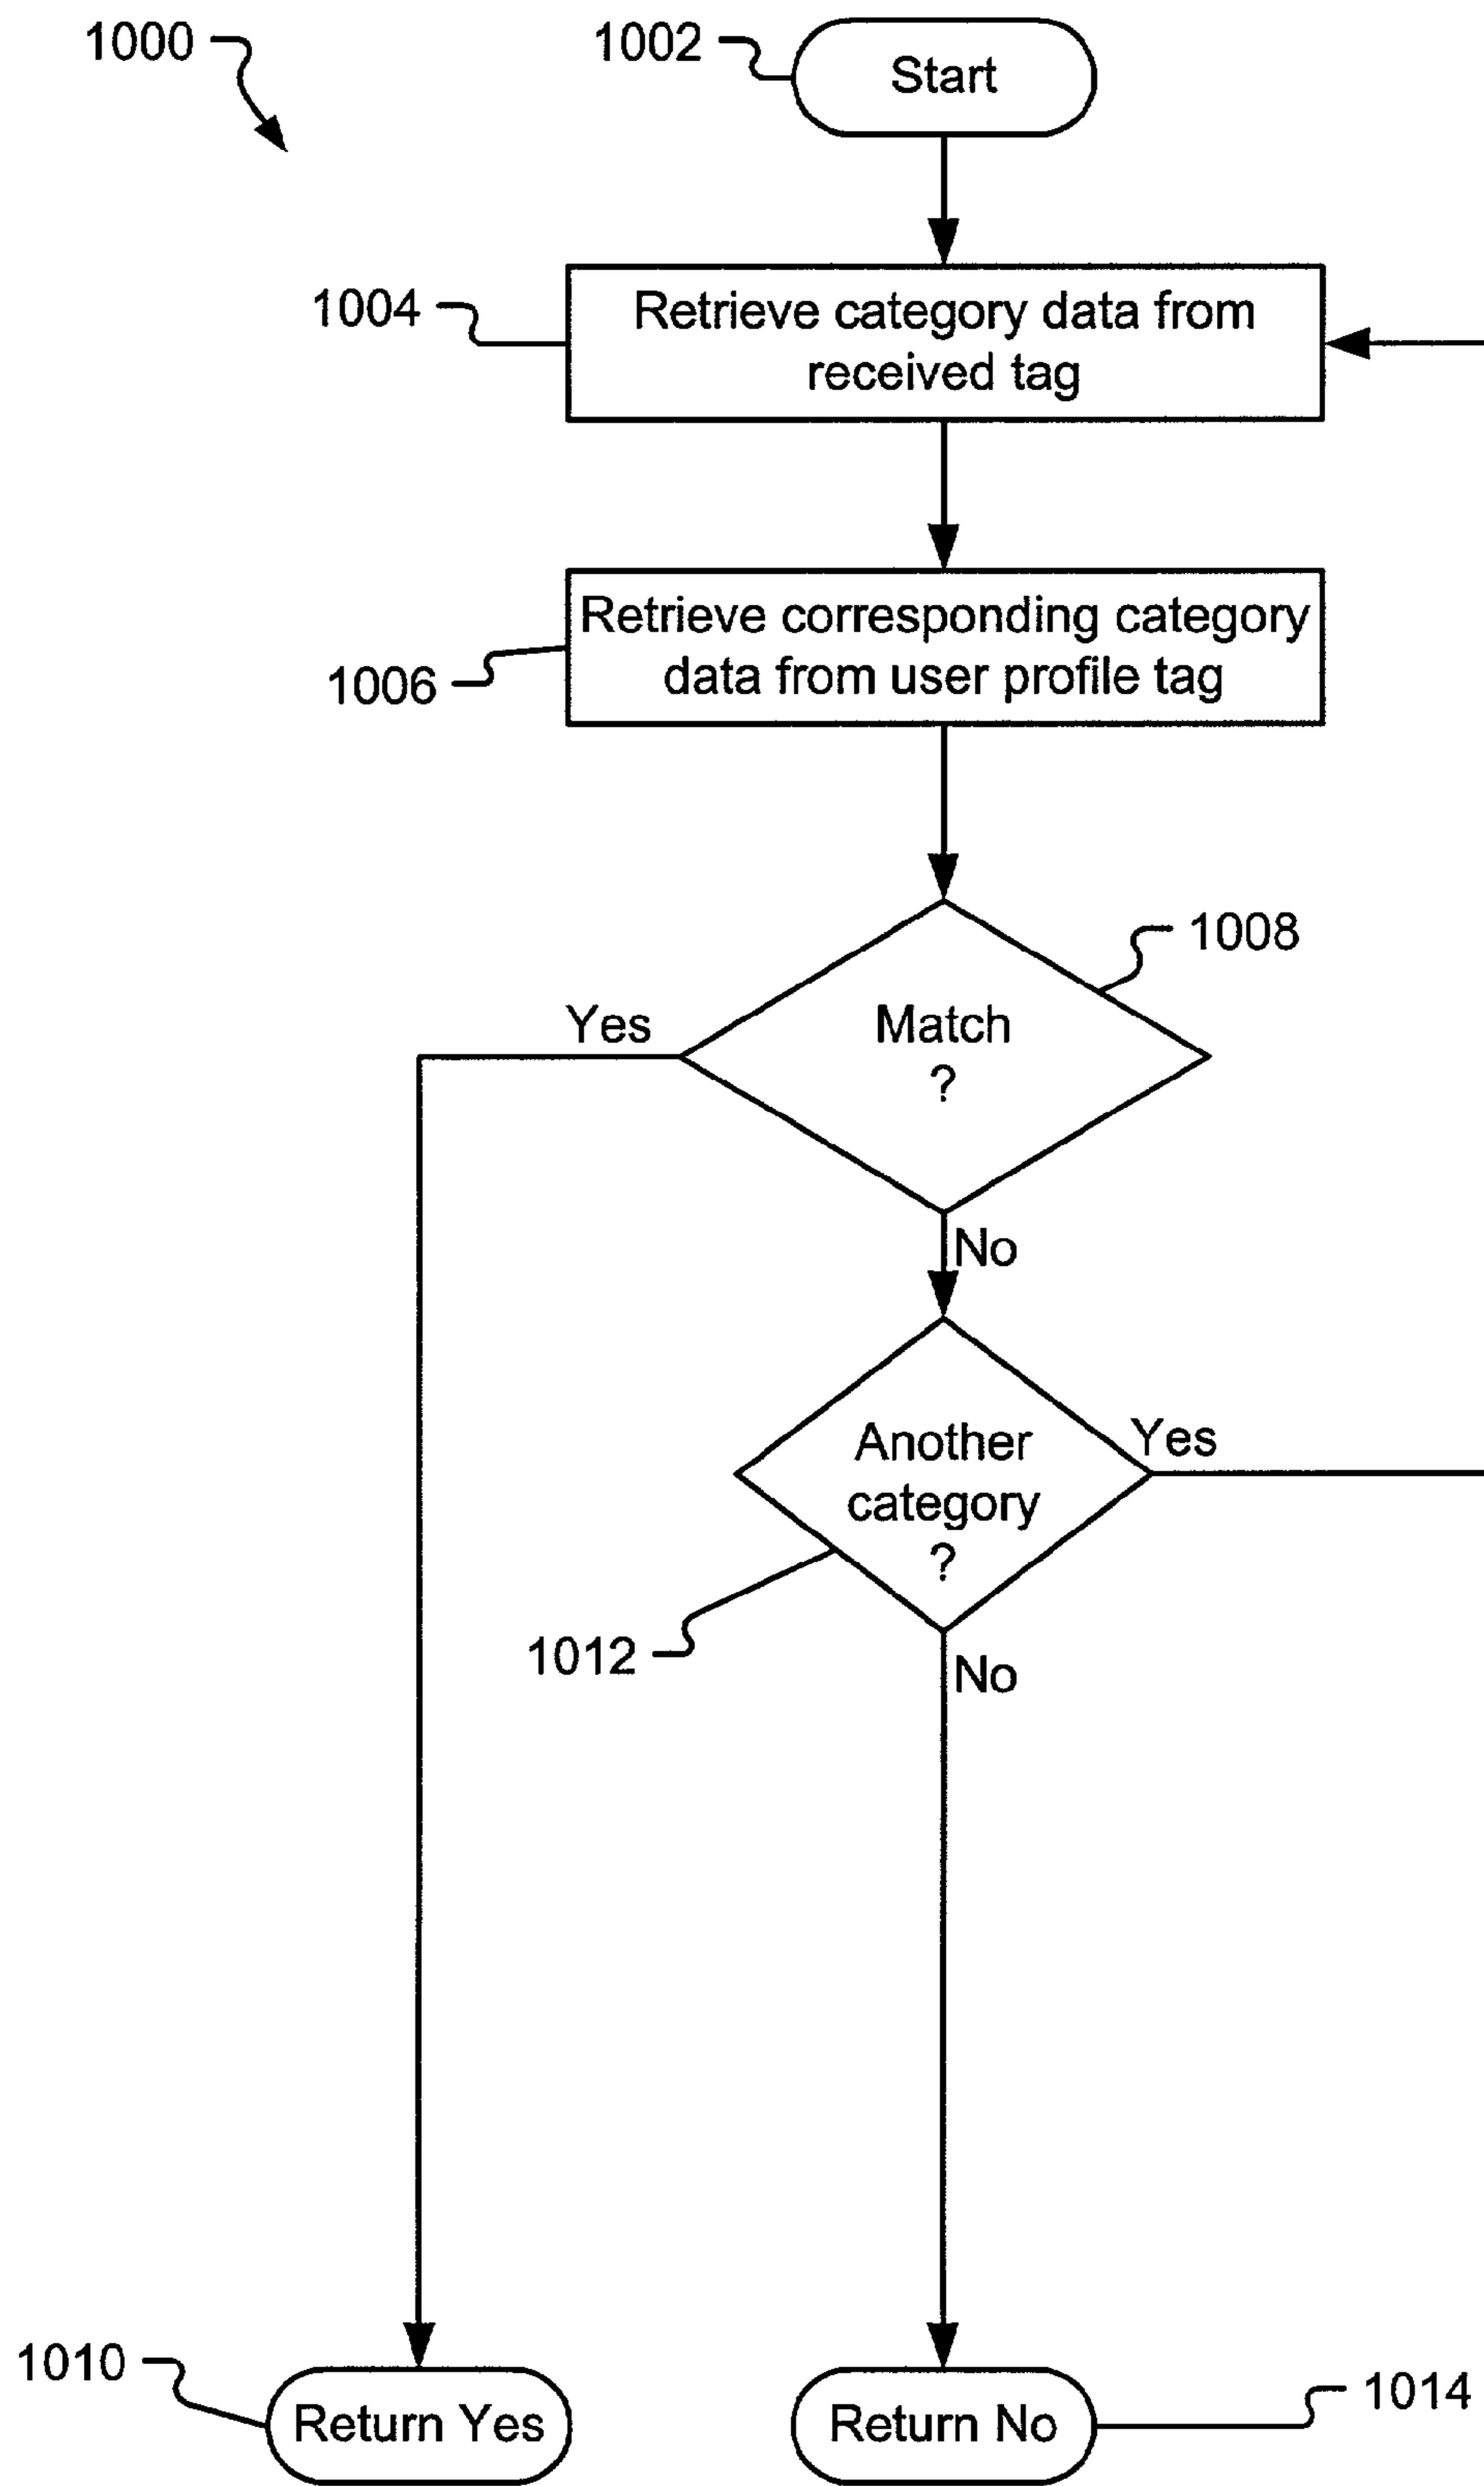 1000
1002
Start
1004
Retrieve category data from
received tag
Retrieve corresponding category
data from user profile tag
1006
1008
Yes
Match
?
No
Another
category
?
Yes
1012
No
1010
Return Yes
Return No
1014